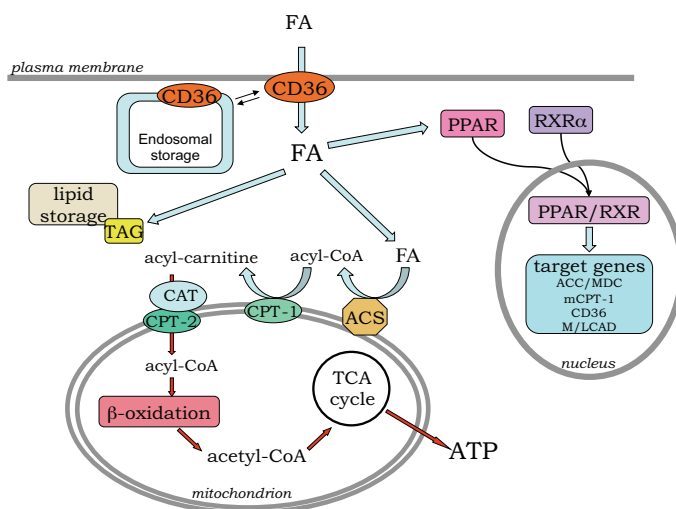 FA
plasma membrane
CD36
CD36
Endosomal
storage
FA
PPAR
RXRα
lipid
storage
TAG
PPAR/RXR
target genes
ACC/MDC
mCPT-1
CD36
M/LCAD
nucleus
acyl-carnitine
acyl-CoA
FA
CAT
CPT-2
CPT-1
ACS
acyl-CoA
β-oxidation
acetyl-CoA
TCA
cycle
ATP
mitochondrion